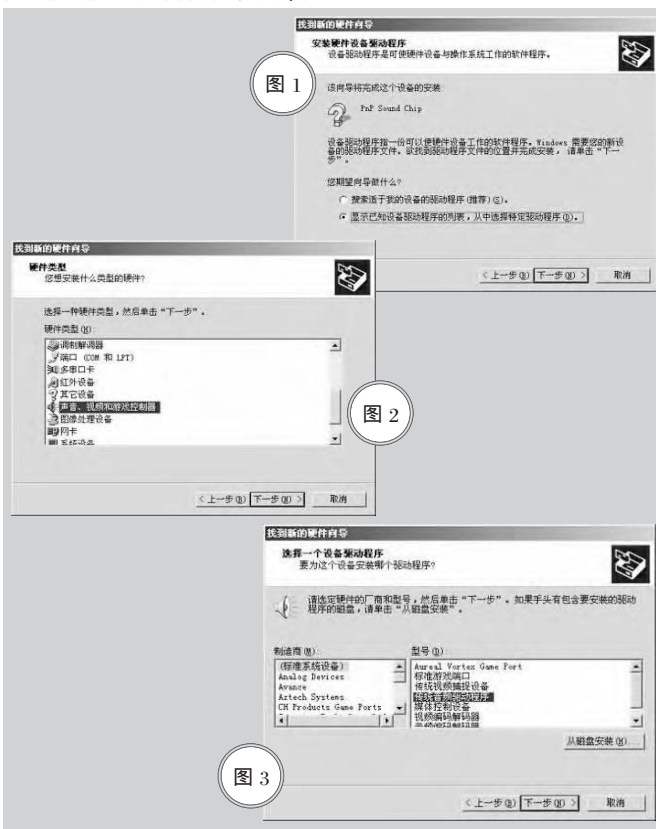 找到新的硬件向导
安装硬件设备驱动程序
设备驱动程序是可使硬件设备与操作系统工作的软件程序。
图 1
该向导将完成这个设备的安装
PnP Sound Chip
设备驱动程序指一份可以使硬件设备工作的软件程序。Windows 需要您的新设
备的驱动程序文件。欲找到驱动程序文件的位置并完成安装，请单击“下一
步”。
您期望向导做什么?
搜索适于我的设备的驱动程序(推荐)(S)。
显示已知设备驱动程序的列表，从中选择特定驱动程序(D)。
<上一步(B) 下一步(N)> 取消
找到新的硬件向导
硬件类型
您想安装什么类型的硬件?
选择一种硬件类型，然后单击“下一步”。
硬件类型(H):
调制解调器
端口 (COM 和 LPT)
多串口卡
红外设备
其它设备
声音、视频和游戏控制器
图像处理设备
网卡
系统设备
图 2
<上一步(B) 下一步(N)> 取消
找到新的硬件向导
选择一个设备驱动程序
要为这个设备安装哪个驱动程序?
请选定硬件的厂商和型号，然后单击“下一步”。如果手头有包含要安装的驱动
程序的磁盘，请单击“从磁盘安装”。
制造商(M): 型号(D):
(标准系统设备) Aureal Vortex Game Port
Analog Devices 标准游戏端口
Avance 传统视频捕捉设备
Aztech Systems 传统音频驱动程序
CH Products Game Ports 媒体控制设备
视频编码解码器
音频编码解码器
从磁盘安装(H)...
图 3
<上一步(B) 下一步(N)> 取消